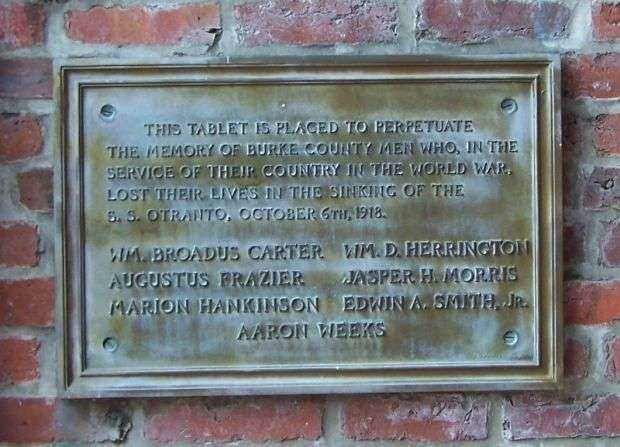 THIS TABLET IS PLACED TO PERPETUATE
THE MEMORY OF BURKE COUNTY MEN WHO, IN THE
SERVICE OF THEIR COUNTRY IN THE WORLD WAR,
LOST THEIR LIVES IN THE SINKING OF THE
S. S. OTRANTO, OCTOBER 6TH, 1918.
WM. BROADUS CARTER WM. D. HERRINGTON
AUGUSTUS FRAZIER JASPER H. MORRIS
MARION HANKINSON EDWIN A. SMITH, Jr.
AARON WEEKS